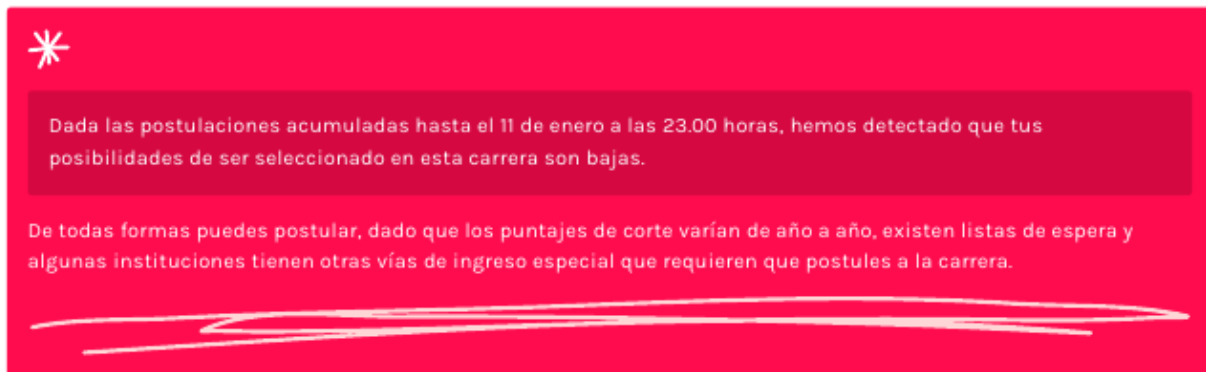 Dada las postulaciones acumuladas hasta el 11 de enero a las 23.00 horas, hemos detectado que tus
posibilidades de ser seleccionado en esta carrera son bajas.
De todas formas puedes postular, dado que los puntajes de corte varían de año a año, existen listas de espera y
algunas instituciones tienen otras vías de ingreso especial que requieren que postules a la carrera.